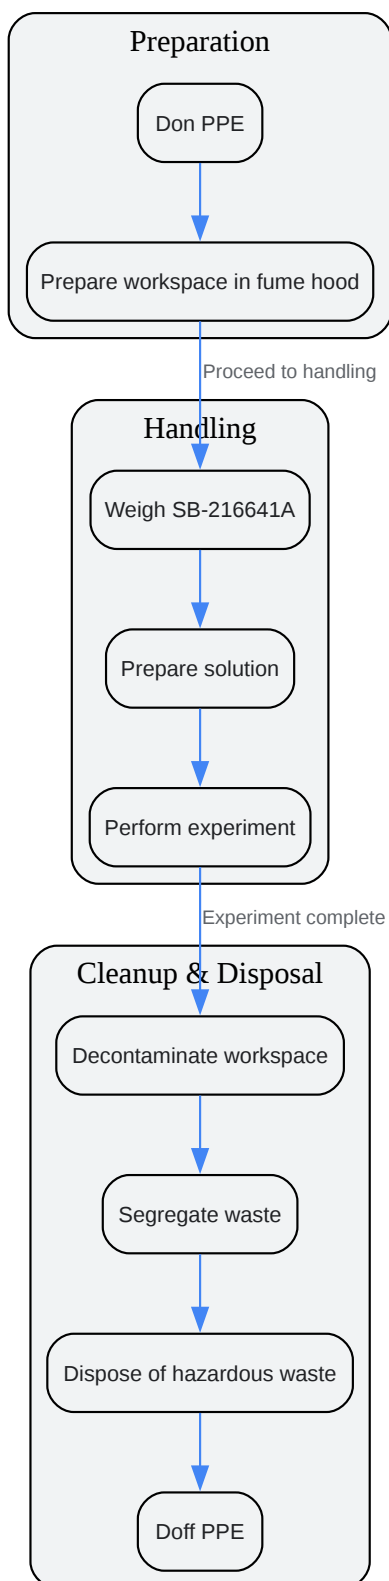 Preparation
Don PPE
Prepare workspace in fume hood
Proceed to handling
Handling
Weigh SB-216641A
Prepare solution
Perform experiment
Experiment complete
Cleanup & Disposal
Decontaminate workspace
Segregate waste
Dispose of hazardous waste
Doff PPE